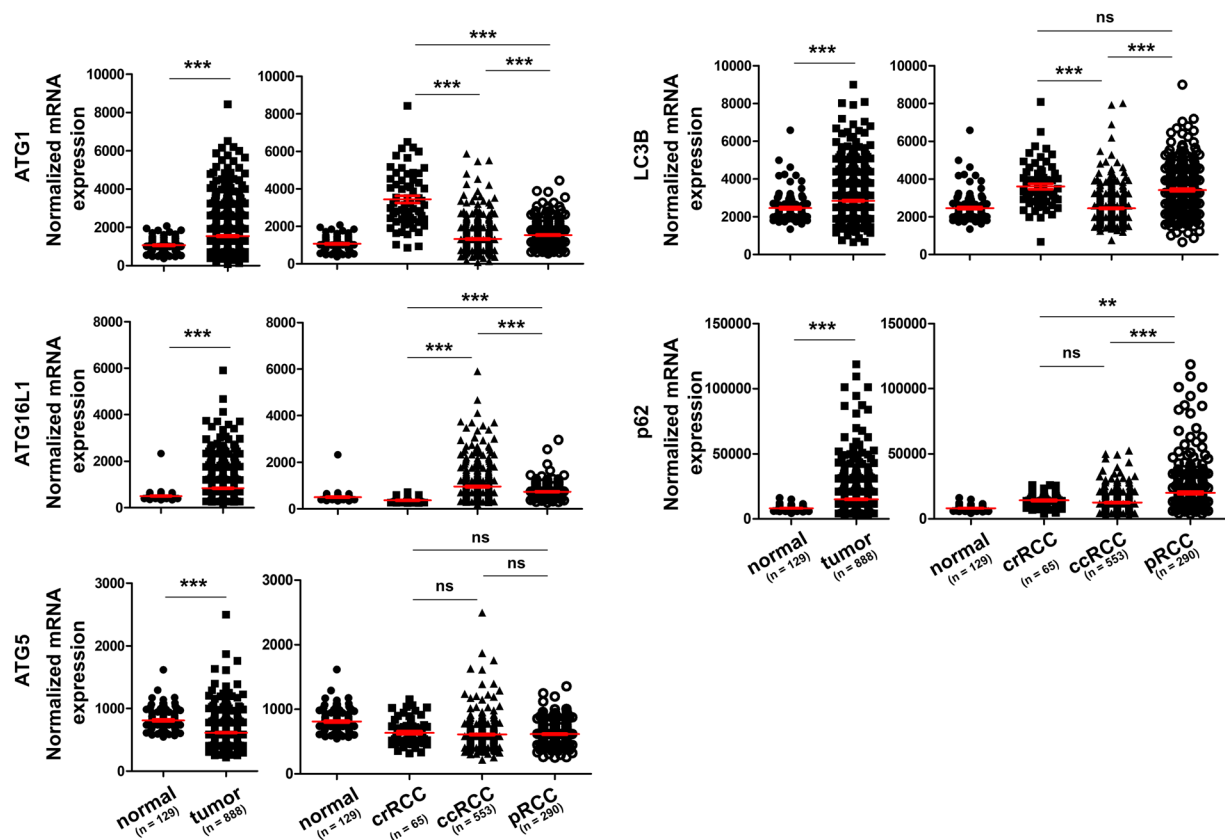 ATG1
Normalized mRNA
expression
10000
8000
6000
4000
2000
0
***
10000
8000
6000
4000
2000
0
***
***
***
LC3B
Normalized mRNA
expression
10000
8000
6000
4000
2000
0
***
10000
8000
6000
4000
2000
0
ns
***
***
ATG16L1
Normalized mRNA
expression
8000
6000
4000
2000
0
***
8000
6000
4000
2000
0
***
***
***
p62
Normalized mRNA
expression
150000
100000
50000
0
***
normal
(n = 129)
tumor
(n = 888)
150000
100000
50000
0
**
***
ns
normal
(n = 129)
crRCC
(n = 65)
ccRCC
(n = 553)
pRCC
(n = 290)
ATG5
Normalized mRNA
expression
3000
2000
1000
0
***
normal
(n = 129)
tumor
(n = 888)
3000
2000
1000
0
ns
ns
ns
normal
(n = 129)
crRCC
(n = 65)
ccRCC
(n = 553)
pRCC
(n = 290)